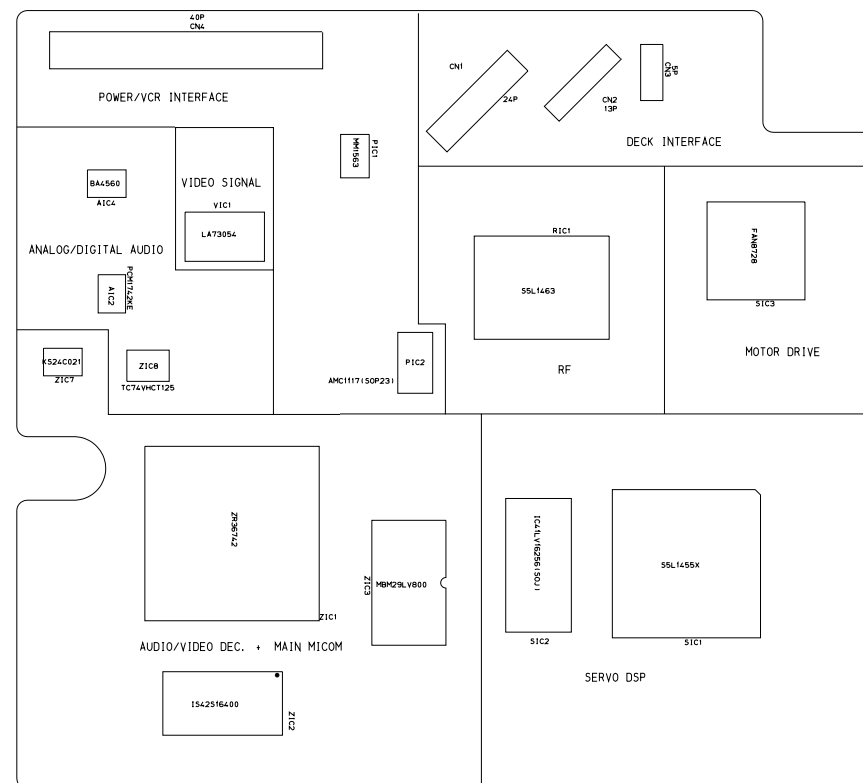 40P
CN4
POWER/VCR INTERFACE
CN1
24P
CN2
13P
5P
CN3
DECK INTERFACE
MM1563
PIC1
BA4560
AIC4
VIDEO SIGNAL
VIC1
LA73054
ANALOG/DIGITAL AUDIO
AIC2
PCM1742KE
RIC1
S5L1463
RF
FAN8728
SIC3
MOTOR DRIVE
KS24C021
ZIC7
ZIC8
TC74VHCT125
PIC2
AMC1117(SOP23)
ZR36742
ZIC1
ZIC3
MBM29LV800
AUDIO/VIDEO DEC. + MAIN MICOM
IS42S16400
ZIC2
IC41LV16256(SOJ)
SIC2
S5L1455X
SIC1
SERVO DSP